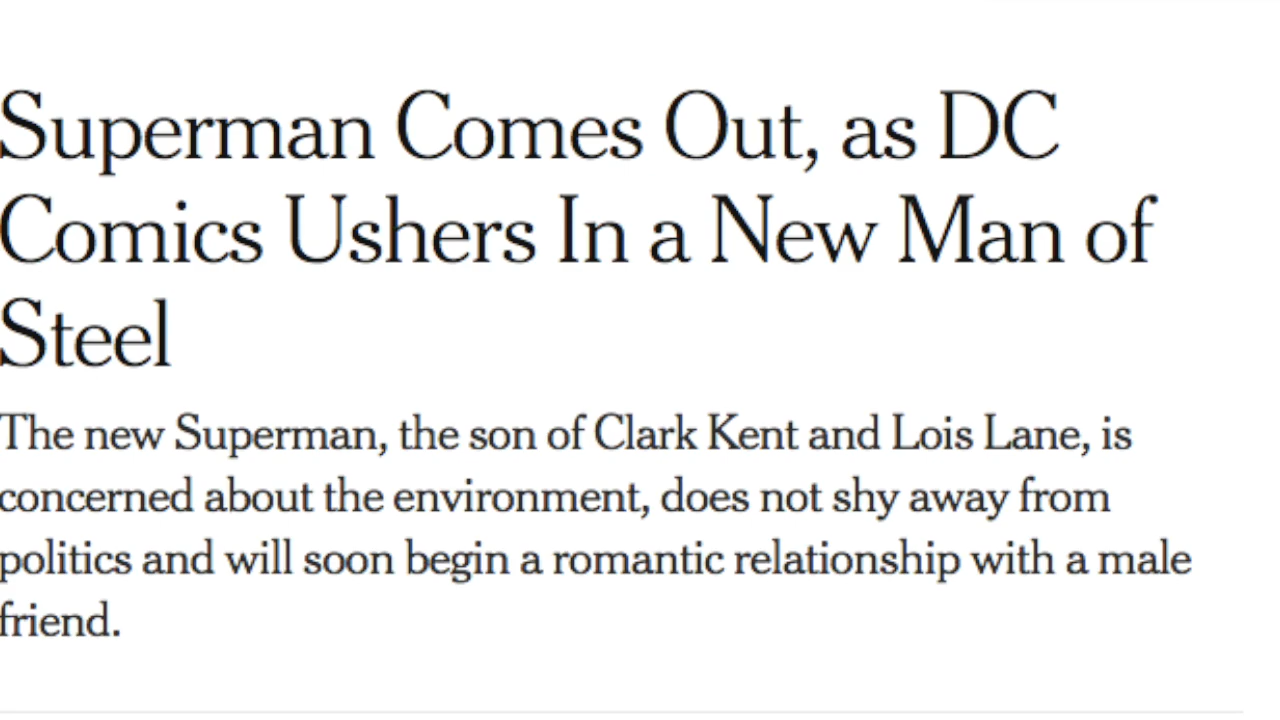 Superman Comes Out, as DC
Comics Ushers In a New Man of
Steel
The new Superman, the son of Clark Kent and Lois Lane, is
concerned about the environment, does not shy away from
politics and will soon begin a romantic relationship with a male
friend.